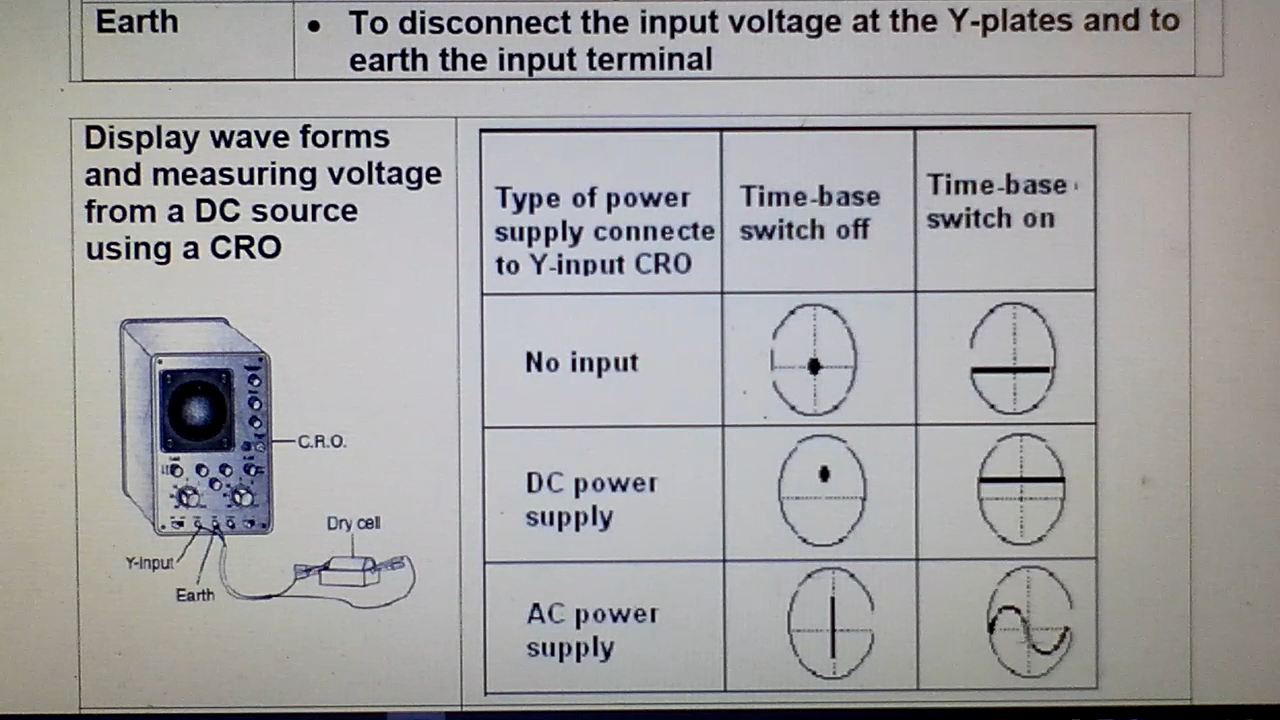 Earth
• To disconnect the input voltage at the Y-plates and to
earth the input terminal
Display wave forms
and measuring voltage
from a DC source
using a CRO
C.R.O.
Dry cell
Y-Input
Earth
Type of power
supply connecte
to Y-input CRO
Time-base
switch off
Time-base
switch on
No input
DC power
supply
AC power
supply